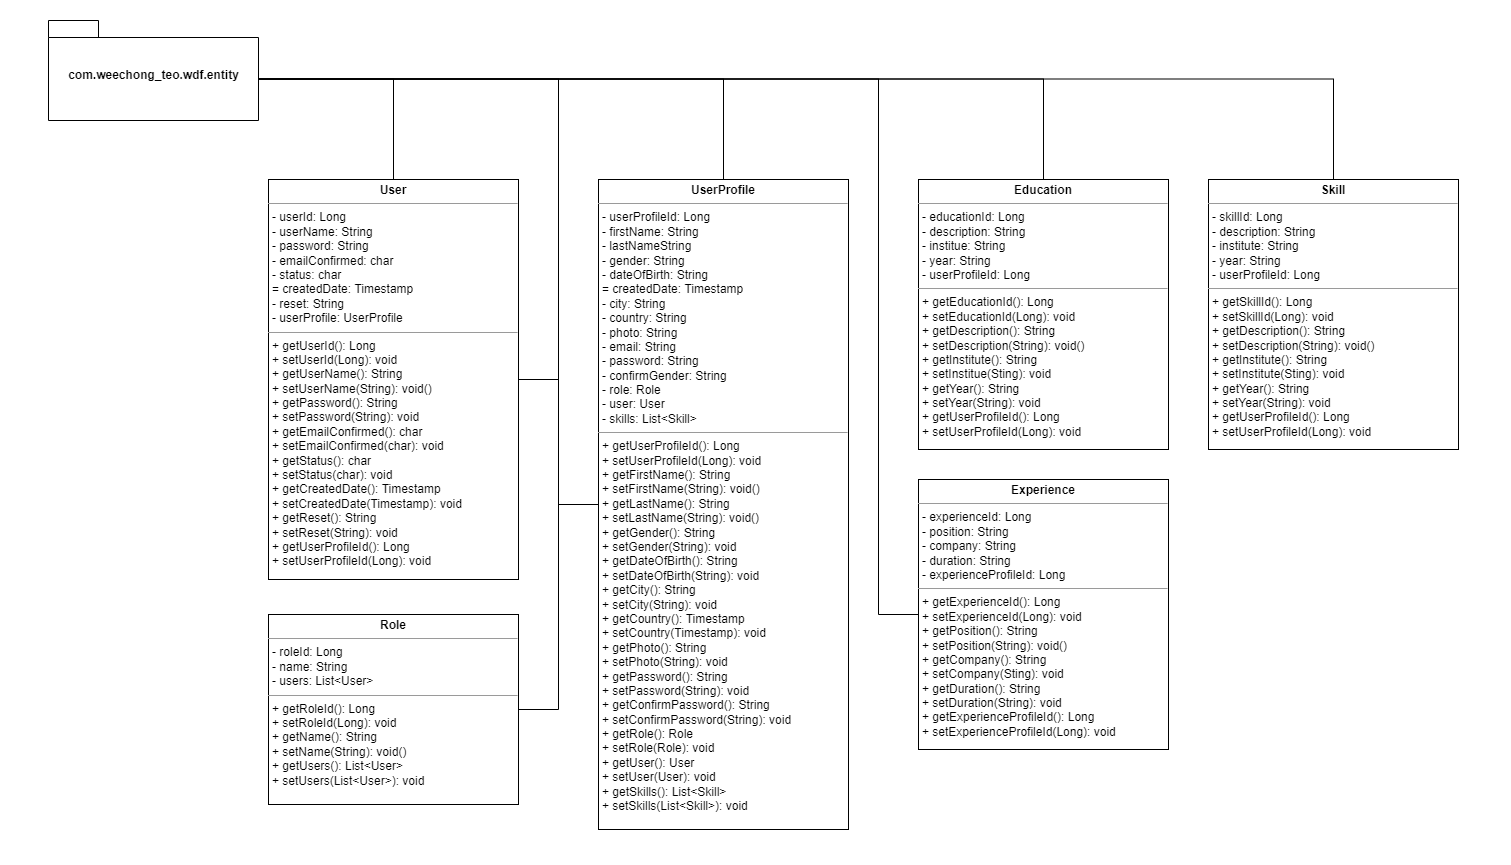 com.weechong_teo.wdf.entity
User
- userId: Long
- userName: String
- password: String
- emailConfirmed: char
- status: char
= createdDate: Timestamp
- reset: String
- userProfile: UserProfile
+ getUserId(): Long
+ setUserId(Long): void
+ getUserName(): String
+ setUserName(String): void()
+ getPassword(): String
+ setPassword(String): void
+ getEmailConfirmed(): char
+ setEmailConfirmed(char): void
+ getStatus(): char
+ setStatus(char): void
+ getCreatedDate(): Timestamp
+ setCreatedDate(Timestamp): void
+ getReset(): String
+ setReset(String): void
+ getUserProfileId(): Long
+ setUserProfileId(Long): void
Role
- roleId: Long
- name: String
- users: List<User>
+ getRoleId(): Long
+ setRoleId(Long): void
+ getName(): String
+ setName(String): void()
+ getUsers(): List<User>
+ setUsers(List<User>): void
UserProfile
- userProfileId: Long
- firstName: String
- lastNameString
- gender: String
- dateOfBirth: String
= createdDate: Timestamp
- city: String
- country: String
- photo: String
- email: String
- password: String
- confirmGender: String
- role: Role
- user: User
- skills: List<Skill>
+ getUserProfileId(): Long
+ setUserProfileId(Long): void
+ getFirstName(): String
+ setFirstName(String): void()
+ getLastName(): String
+ setLastName(String): void()
+ getGender(): String
+ setGender(String): void
+ getDateOfBirth(): String
+ setDateOfBirth(String): void
+ getCity(): String
+ setCity(String): void
+ getCountry(): Timestamp
+ setCountry(Timestamp): void
+ getPhoto(): String
+ setPhoto(String): void
+ getPassword(): String
+ setPassword(String): void
+ getConfirmPassword(): String
+ setConfirmPassword(String): void
+ getRole(): Role
+ setRole(Role): void
+ getUser(): User
+ setUser(User): void
+ getSkills(): List<Skill>
+ setSkills(List<Skill>): void
Education
- educationId: Long
- description: String
- institue: String
- year: String
- userProfileId: Long
+ getEducationId(): Long
+ setEducationId(Long): void
+ getDescription(): String
+ setDescription(String): void()
+ getInstitute(): String
+ setInstitue(Sting): void
+ getYear(): String
+ setYear(String): void
+ getUserProfileId(): Long
+ setUserProfileId(Long): void
Experience
- experienceId: Long
- position: String
- company: String
- duration: String
- experienceProfileId: Long
+ getExperienceId(): Long
+ setExperienceId(Long): void
+ getPosition(): String
+ setPosition(String): void()
+ getCompany(): String
+ setCompany(Sting): void
+ getDuration(): String
+ setDuration(String): void
+ getExperienceProfileId(): Long
+ setExperienceProfileId(Long): void
Skill
- skillId: Long
- description: String
- institute: String
- year: String
- userProfileId: Long
+ getSkillId(): Long
+ setSkillId(Long): void
+ getDescription(): String
+ setDescription(String): void()
+ getInstitute(): String
+ setInstitute(Sting): void
+ getYear(): String
+ setYear(String): void
+ getUserProfileId(): Long
+ setUserProfileId(Long): void